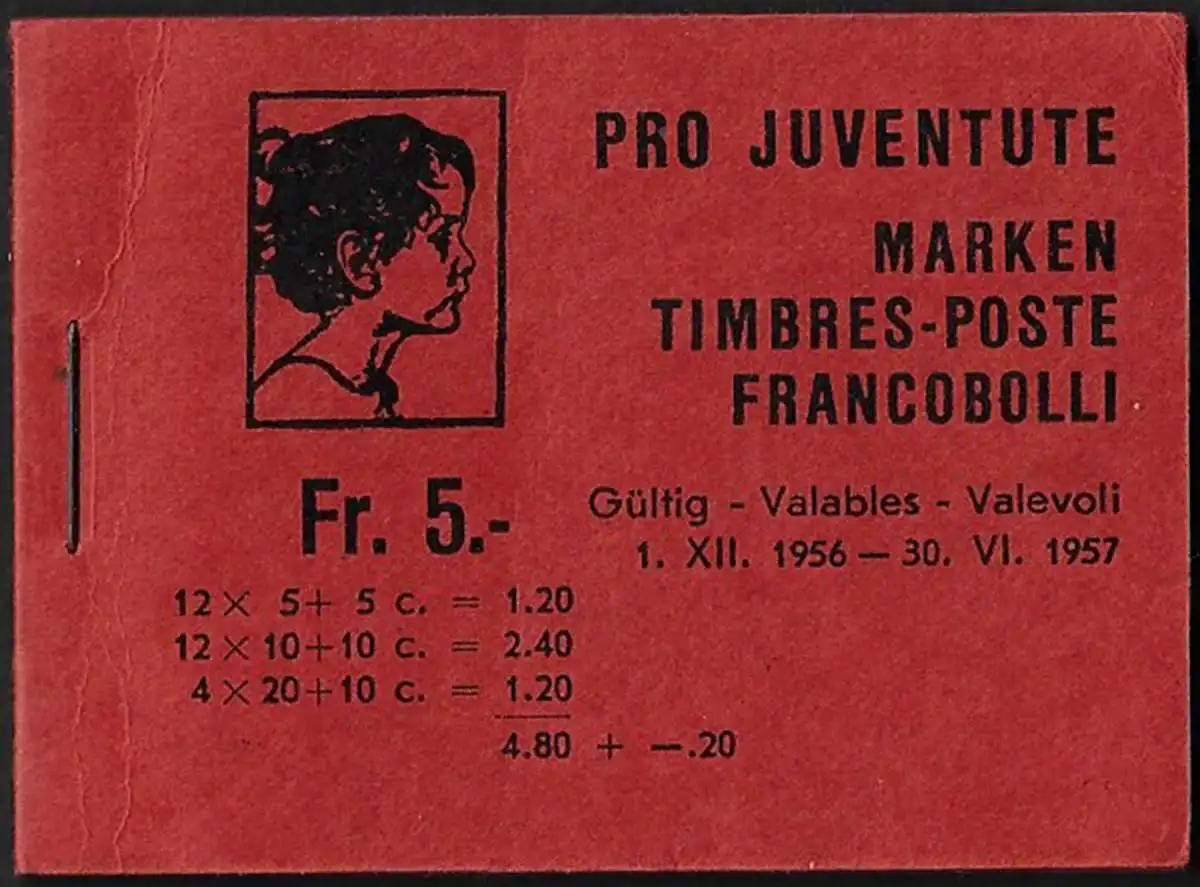 PRO JUVENTUTE
MARKEN
TIMBRES-POSTE
FRANCOBOLLI
Gültig - Valables - Valevoli
1. XII. 1956 — 30. VI. 1957
Fr. 5.-
12 × 5+ 5 c. = 1.20
12 × 10+10 c. = 2.40
4 × 20+10 c. = 1.20
4.80 + —.20